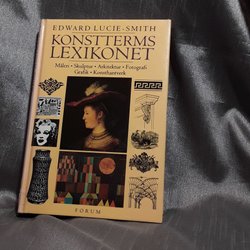 EDWARD LUCIE-SMITH
KONSTTERMS
LEXIKONET
Måleri • Skulptur • Arkitektur • Fotografi
Grafik • Konsthantverk
FORUM